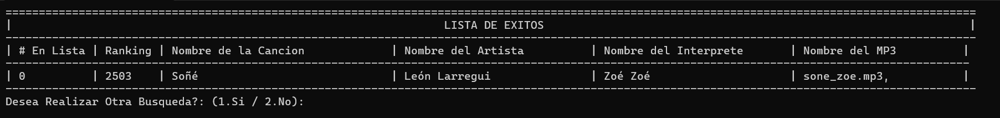 | LISTA DE EXITOS |
| # En Lista | Ranking | Nombre de la Cancion | Nombre del Artista | Nombre del Interprete | Nombre del MP3 |
| 0 | 2503 | Soñé | León Larregui | Zoé Zoé | sone_zoe.mp3, |
Desea Realizar Otra Busqueda?: (1.Si / 2.No):